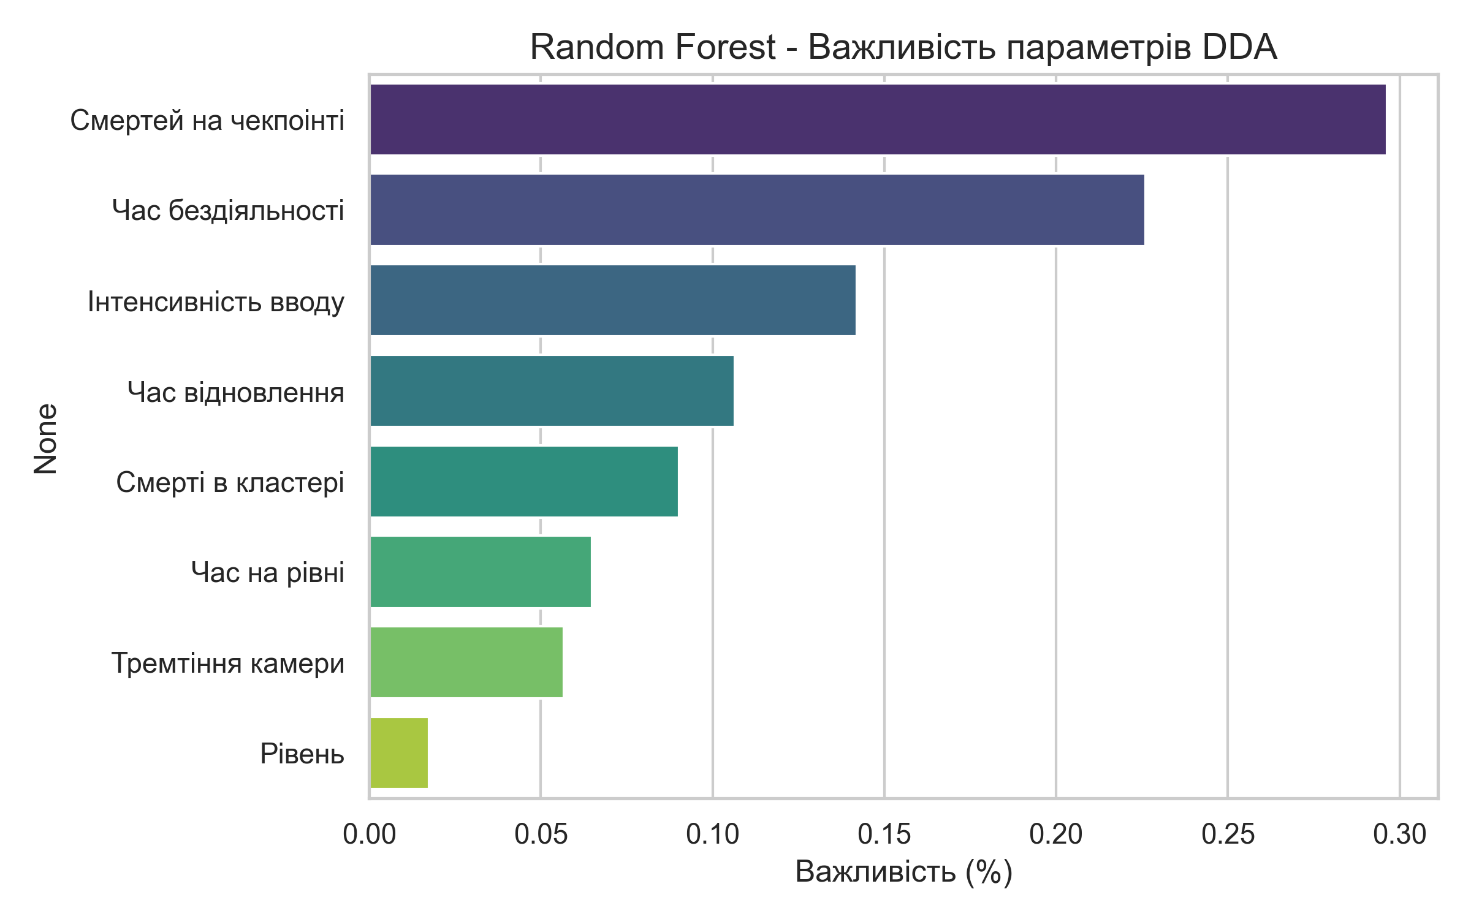 Random Forest - Важливість параметрів DDA
None
Смертей на чекпоінті
Час бездіяльності
Інтенсивність вводу
Час відновлення
Смерті в кластері
Час на рівні
Тремтіння камери
Рівень
0.00 0.05 0.10 0.15 0.20 0.25 0.30
Важливість (%)